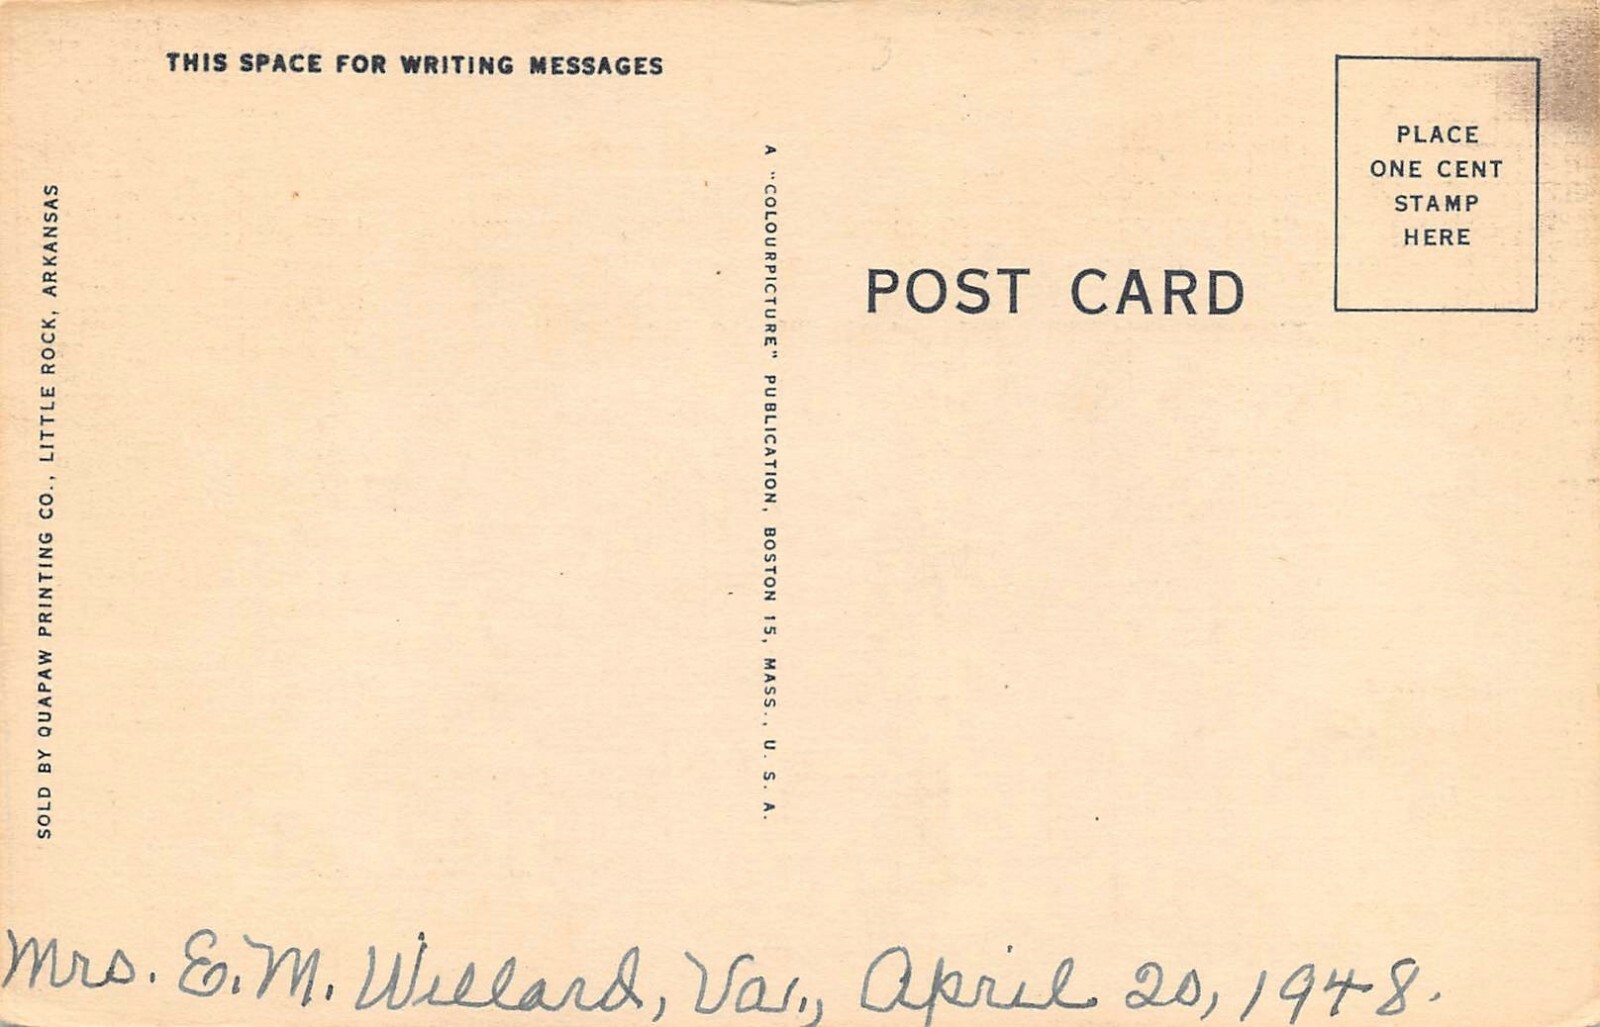 THIS SPACE FOR WRITING MESSAGES
SOLD BY QUAPAW PRINTING CO., LITTLE ROCK, ARKANSAS
A "COLOURPICTURE" PUBLICATION, BOSTON 15, MASS., U. S. A.
POST CARD
PLACE
ONE CENT
STAMP
HERE
Mrs. E. M. Willard, Va., April 20, 1948.